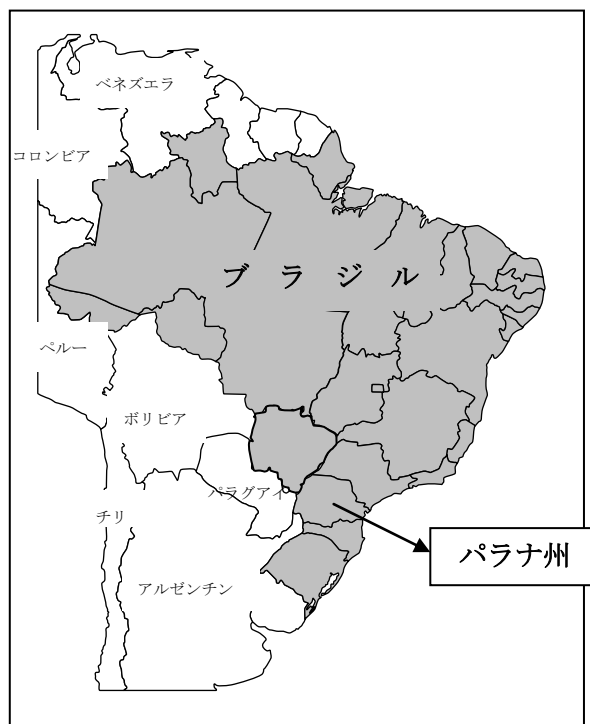 ベネズエラ
コロンビア
ブラジル
ペルー
ボリビア
パラグアイ
チリ
パラナ州
アルゼンチン